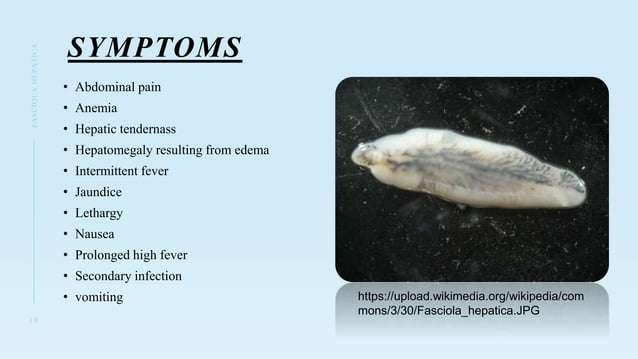 SYMPTOMS
FASCIOLA HEPATICA
• Abdominal pain
• Anemia
• Hepatic tendernass
• Hepatomegaly resulting from edema
• Intermittent fever
• Jaundice
• Lethargy
• Nausea
• Prolonged high fever
• Secondary infection
• vomiting
https://upload.wikimedia.org/wikipedia/com
mons/3/30/Fasciola_hepatica.JPG